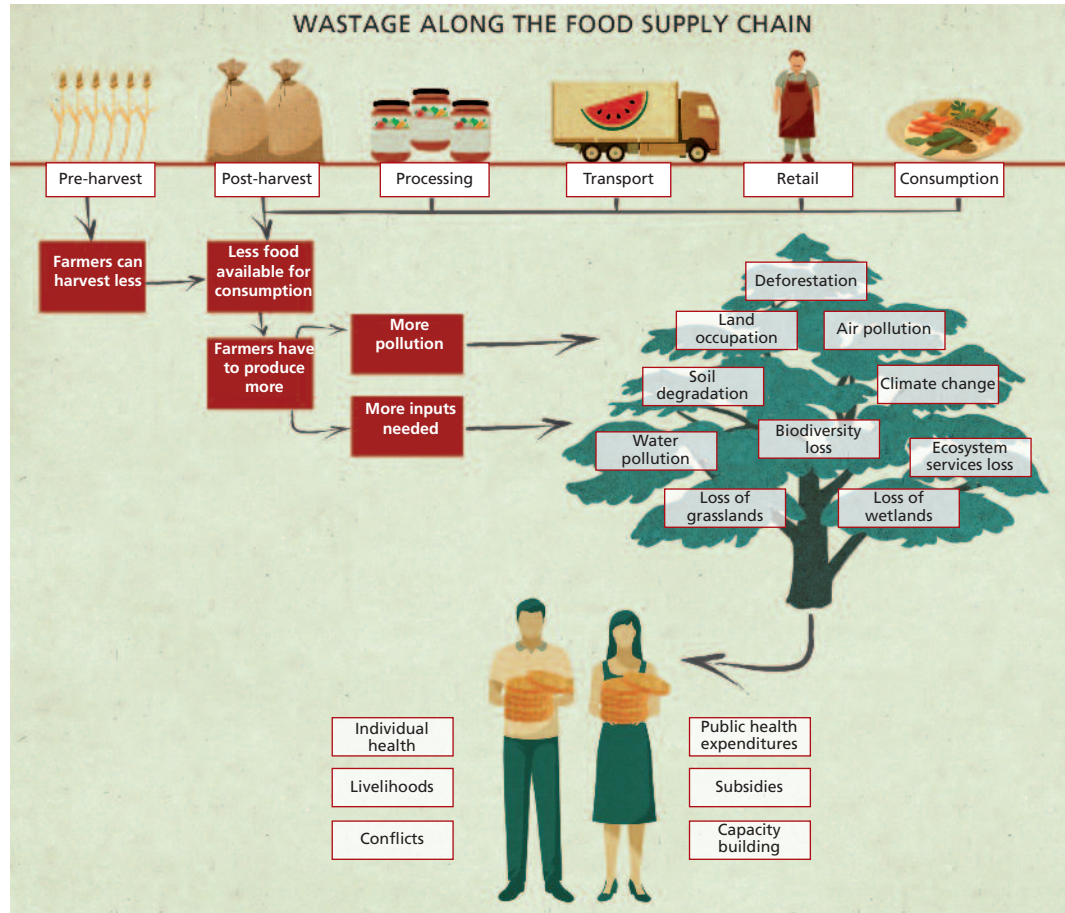 WASTAGE ALONG THE FOOD SUPPLY CHAIN
Pre-harvest
Post-harvest
Processing
Transport
Retail
Consumption
Farmers can
harvest less
Less food
available for
consumption
Farmers have
to produce
more
More
pollution
More inputs
needed
Deforestation
Land
occupation
Air pollution
Soil
degradation
Climate change
Water
pollution
Biodiversity
loss
Ecosystem
services loss
Loss of
grasslands
Loss of
wetlands
Individual
health
Public health
expenditures
Livelihoods
Subsidies
Conflicts
Capacity
building